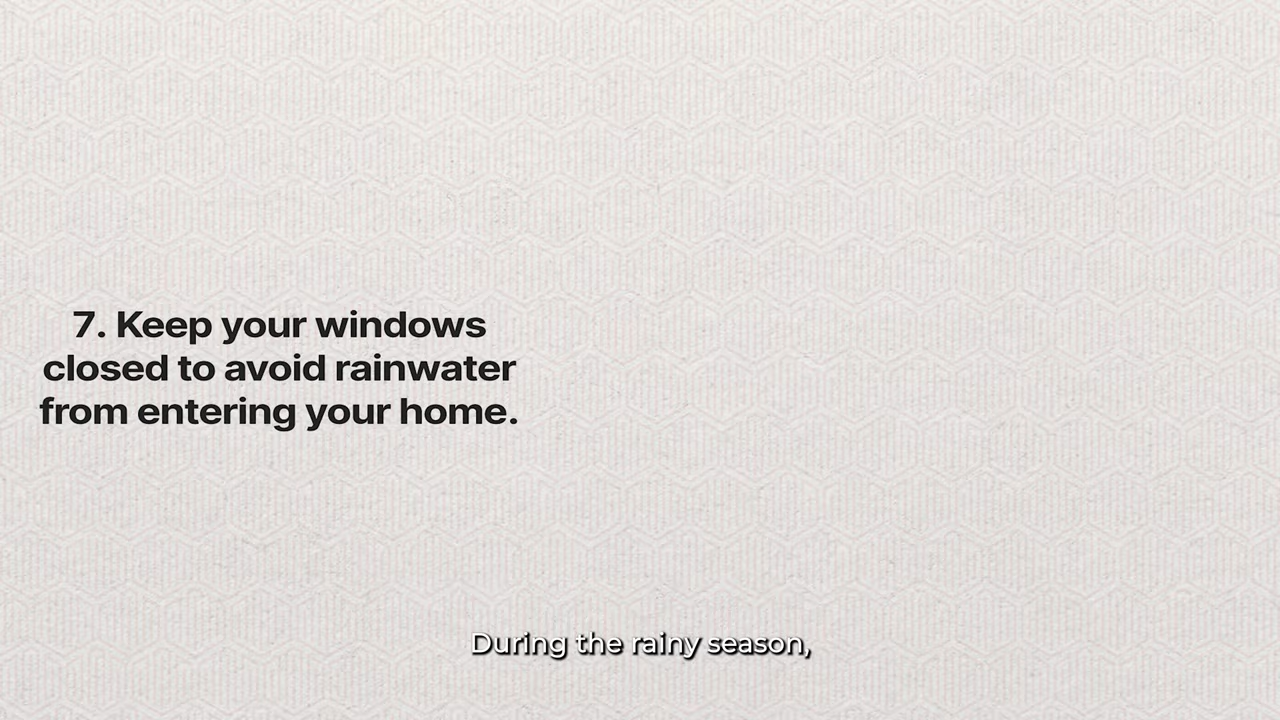 7. Keep your windows
closed to avoid rainwater
from entering your home.
During the rainy season,